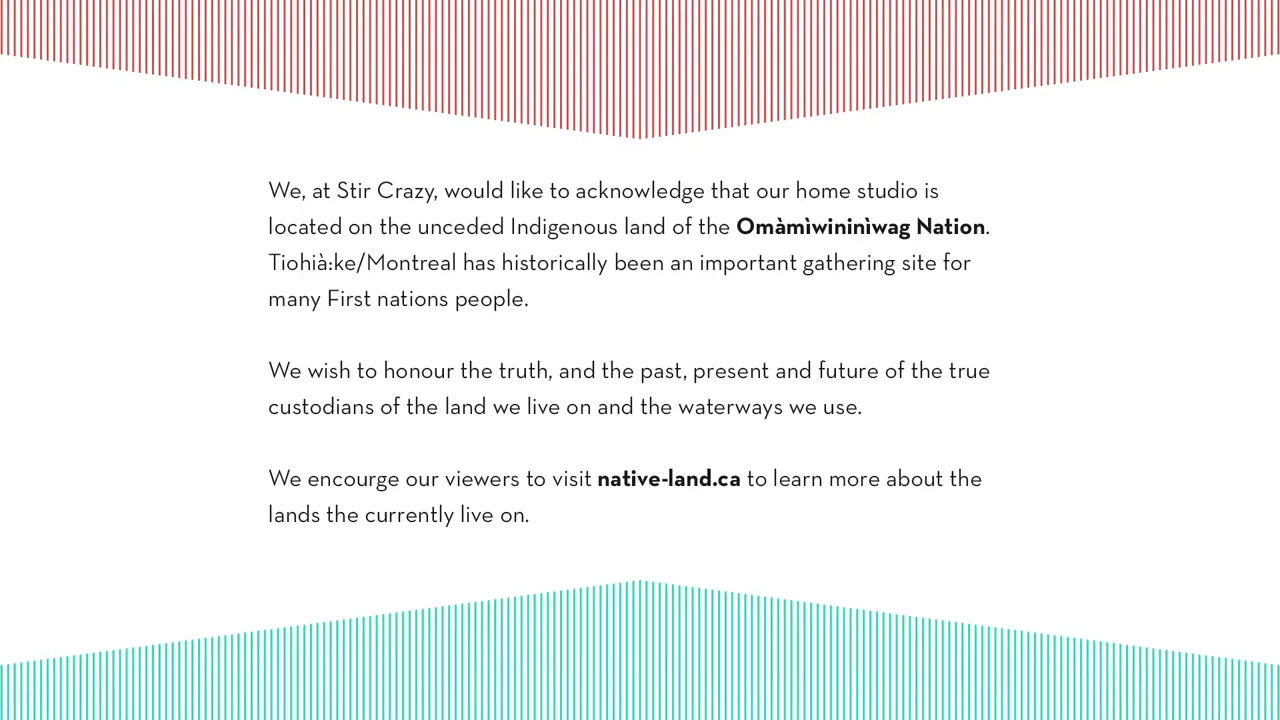 We, at Stir Crazy, would like to acknowledge that our home studio is
located on the unceded Indigenous land of the Omàmìwininìwag Nation.
Tiohià:ke/Montreal has historically been an important gathering site for
many First nations people.
We wish to honour the truth, and the past, present and future of the true
custodians of the land we live on and the waterways we use.
We encourge our viewers to visit native-land.ca to learn more about the
lands the currently live on.